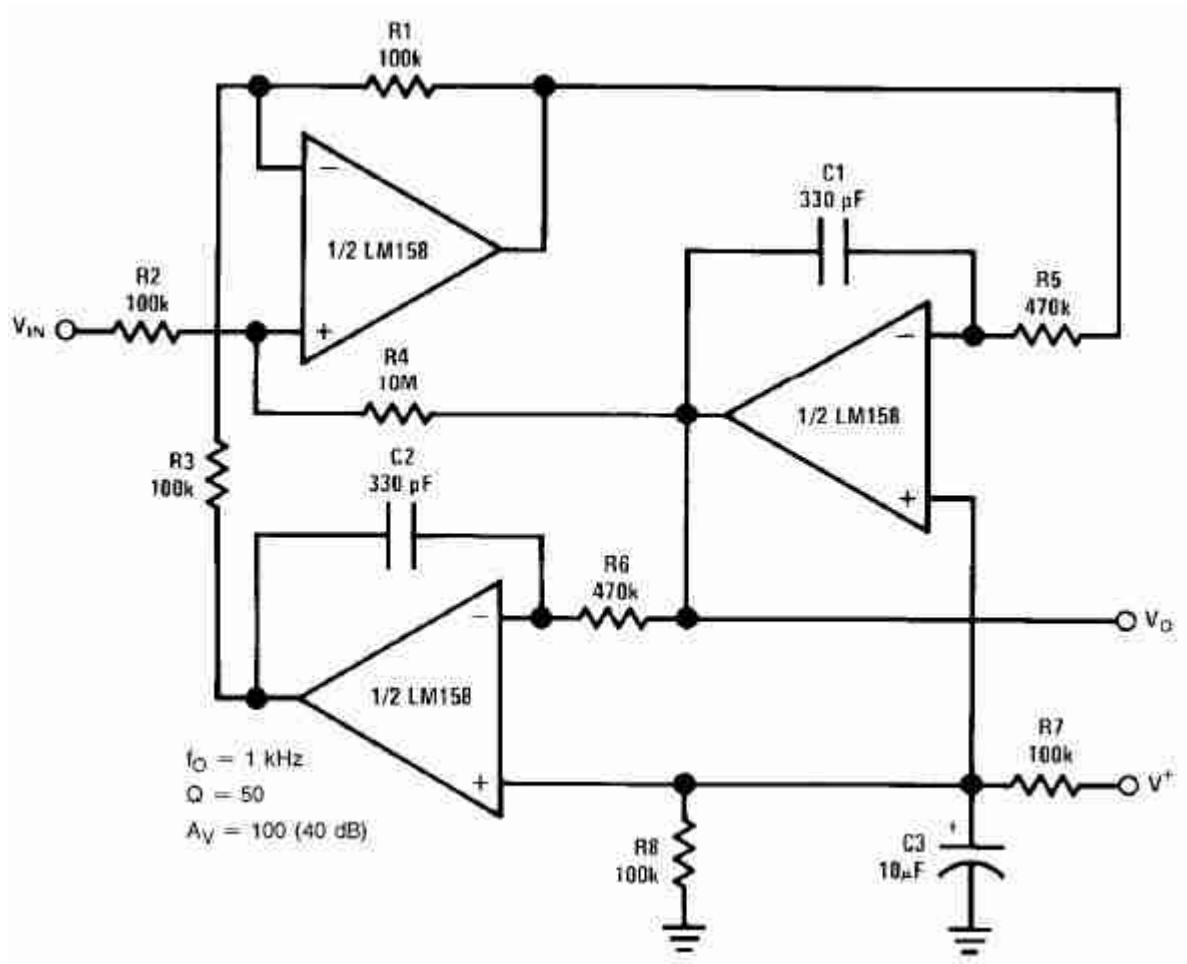 R1
100k
C1
330 pF
1/2 LM158
R2
100k
R5
470k
VIN
R4
10M
1/2 LM158
R3
100k
C2
330 pF
R6
470k
VO
1/2 LM158
R7
100k
fO = 1 kHz
Q = 50
AV = 100 (40 dB)
V+
R8
100k
C3
10µF